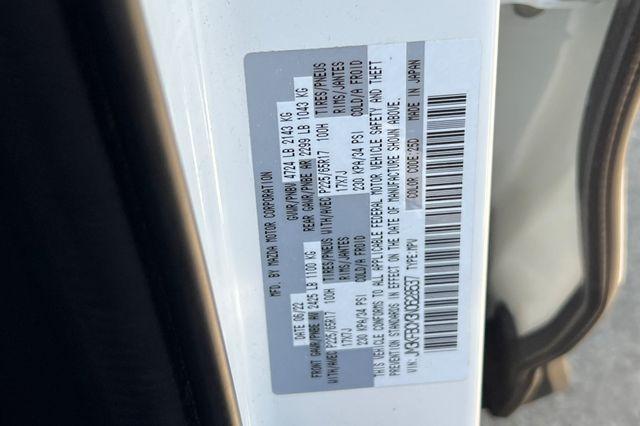 MFD. BY MAZDA MOTOR CORPORATION
DATE 06/22 GVWR/PNBV 4724 LB 2143 KG
FRONT GAWR/PNBE AV 2425 LB 1100 KG REAR GAWR/PNBE AR 2299 LB 1043 KG
TIRES/PNEUS TIRES/PNEUS
WITH/AVEC P225/65R17 100H WITH/AVEC P225/65R17 100H
RIMS/JANTES RIMS/JANTES
17X7J 17X7J
COLD/A FROID COLD/A FROID
230 KPA/34 PSI 230 KPA/34 PSI
THIS VEHICLE CONFORMS TO ALL APPLICABLE FEDERAL MOTOR VEHICLE SAFETY AND THEFT
PREVENTION STANDARDS IN EFFECT ON THE DATE OF MANUFACTURE SHOWN ABOVE.
VIN: TYPE: MPV COLOR CODE: 25D MADE IN JAPAN